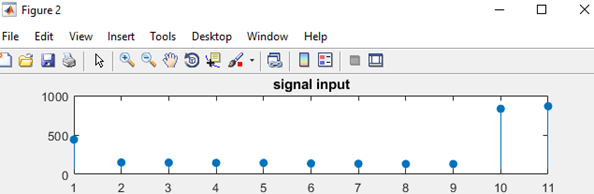 Figure 2
File Edit View Insert Tools Desktop Window Help
signal input
1000
500
0
1 2 3 4 5 6 7 8 9 10 11